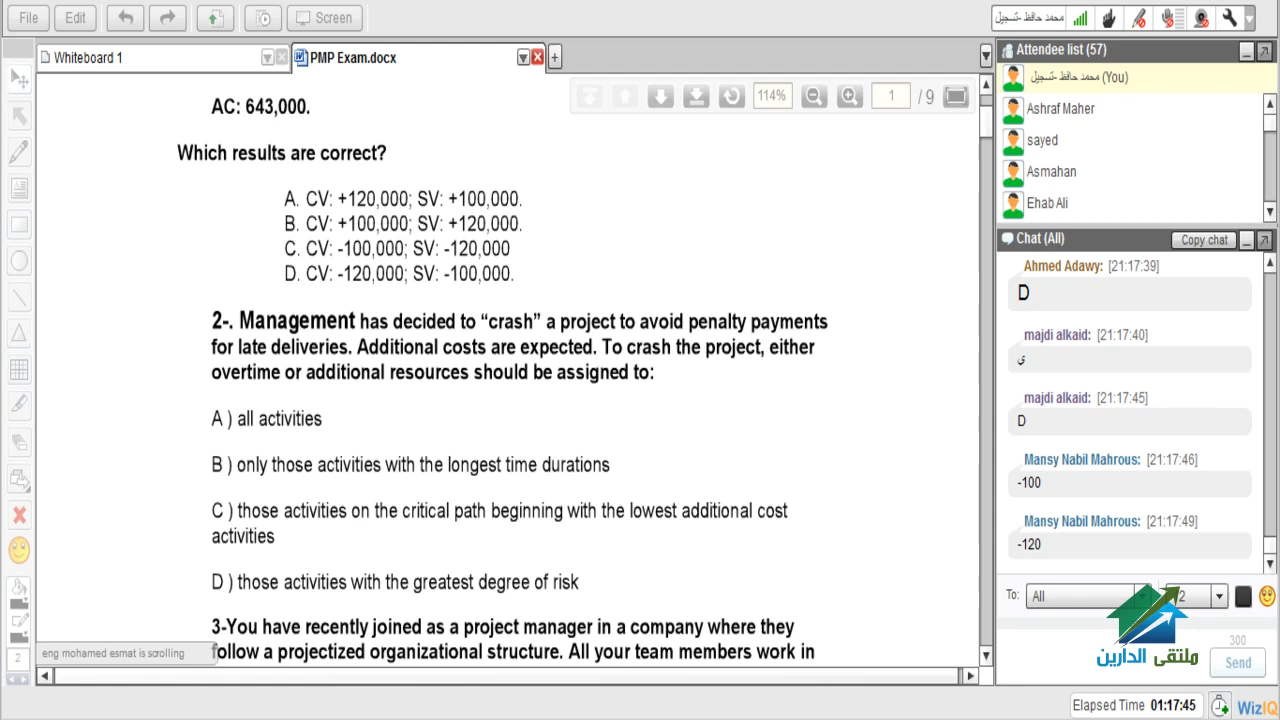 File
Edit
Screen
محمد حافظ -تسجيل
Whiteboard 1
PMP Exam.docx
114%
1
/ 9
AC: 643,000.
Which results are correct?
A. CV: +120,000; SV: +100,000.
B. CV: +100,000; SV: +120,000.
C. CV: -100,000; SV: -120,000
D. CV: -120,000; SV: -100,000.
2-. Management has decided to “crash” a project to avoid penalty payments
for late deliveries. Additional costs are expected. To crash the project, either
overtime or additional resources should be assigned to:
A ) all activities
B ) only those activities with the longest time durations
C ) those activities on the critical path beginning with the lowest additional cost
activities
D ) those activities with the greatest degree of risk
3-You have recently joined as a project manager in a company where they
follow a projectized organizational structure. All your team members work in
eng mohamed esmat is scrolling
2
Attendee list (57)
محمد حافظ -تسجيل (You)
Ashraf Maher
sayed
Asmahan
Ehab Ali
Chat (All)
Copy chat
Ahmed Adawy: [21:17:39]
D
majdi alkaid: [21:17:40]
ي
majdi alkaid: [21:17:45]
D
Mansy Nabil Mahrous: [21:17:46]
-100
Mansy Nabil Mahrous: [21:17:49]
-120
To:
All
2
ملتقى الدارين
300
Send
Elapsed Time 01:17:45
WizIQ